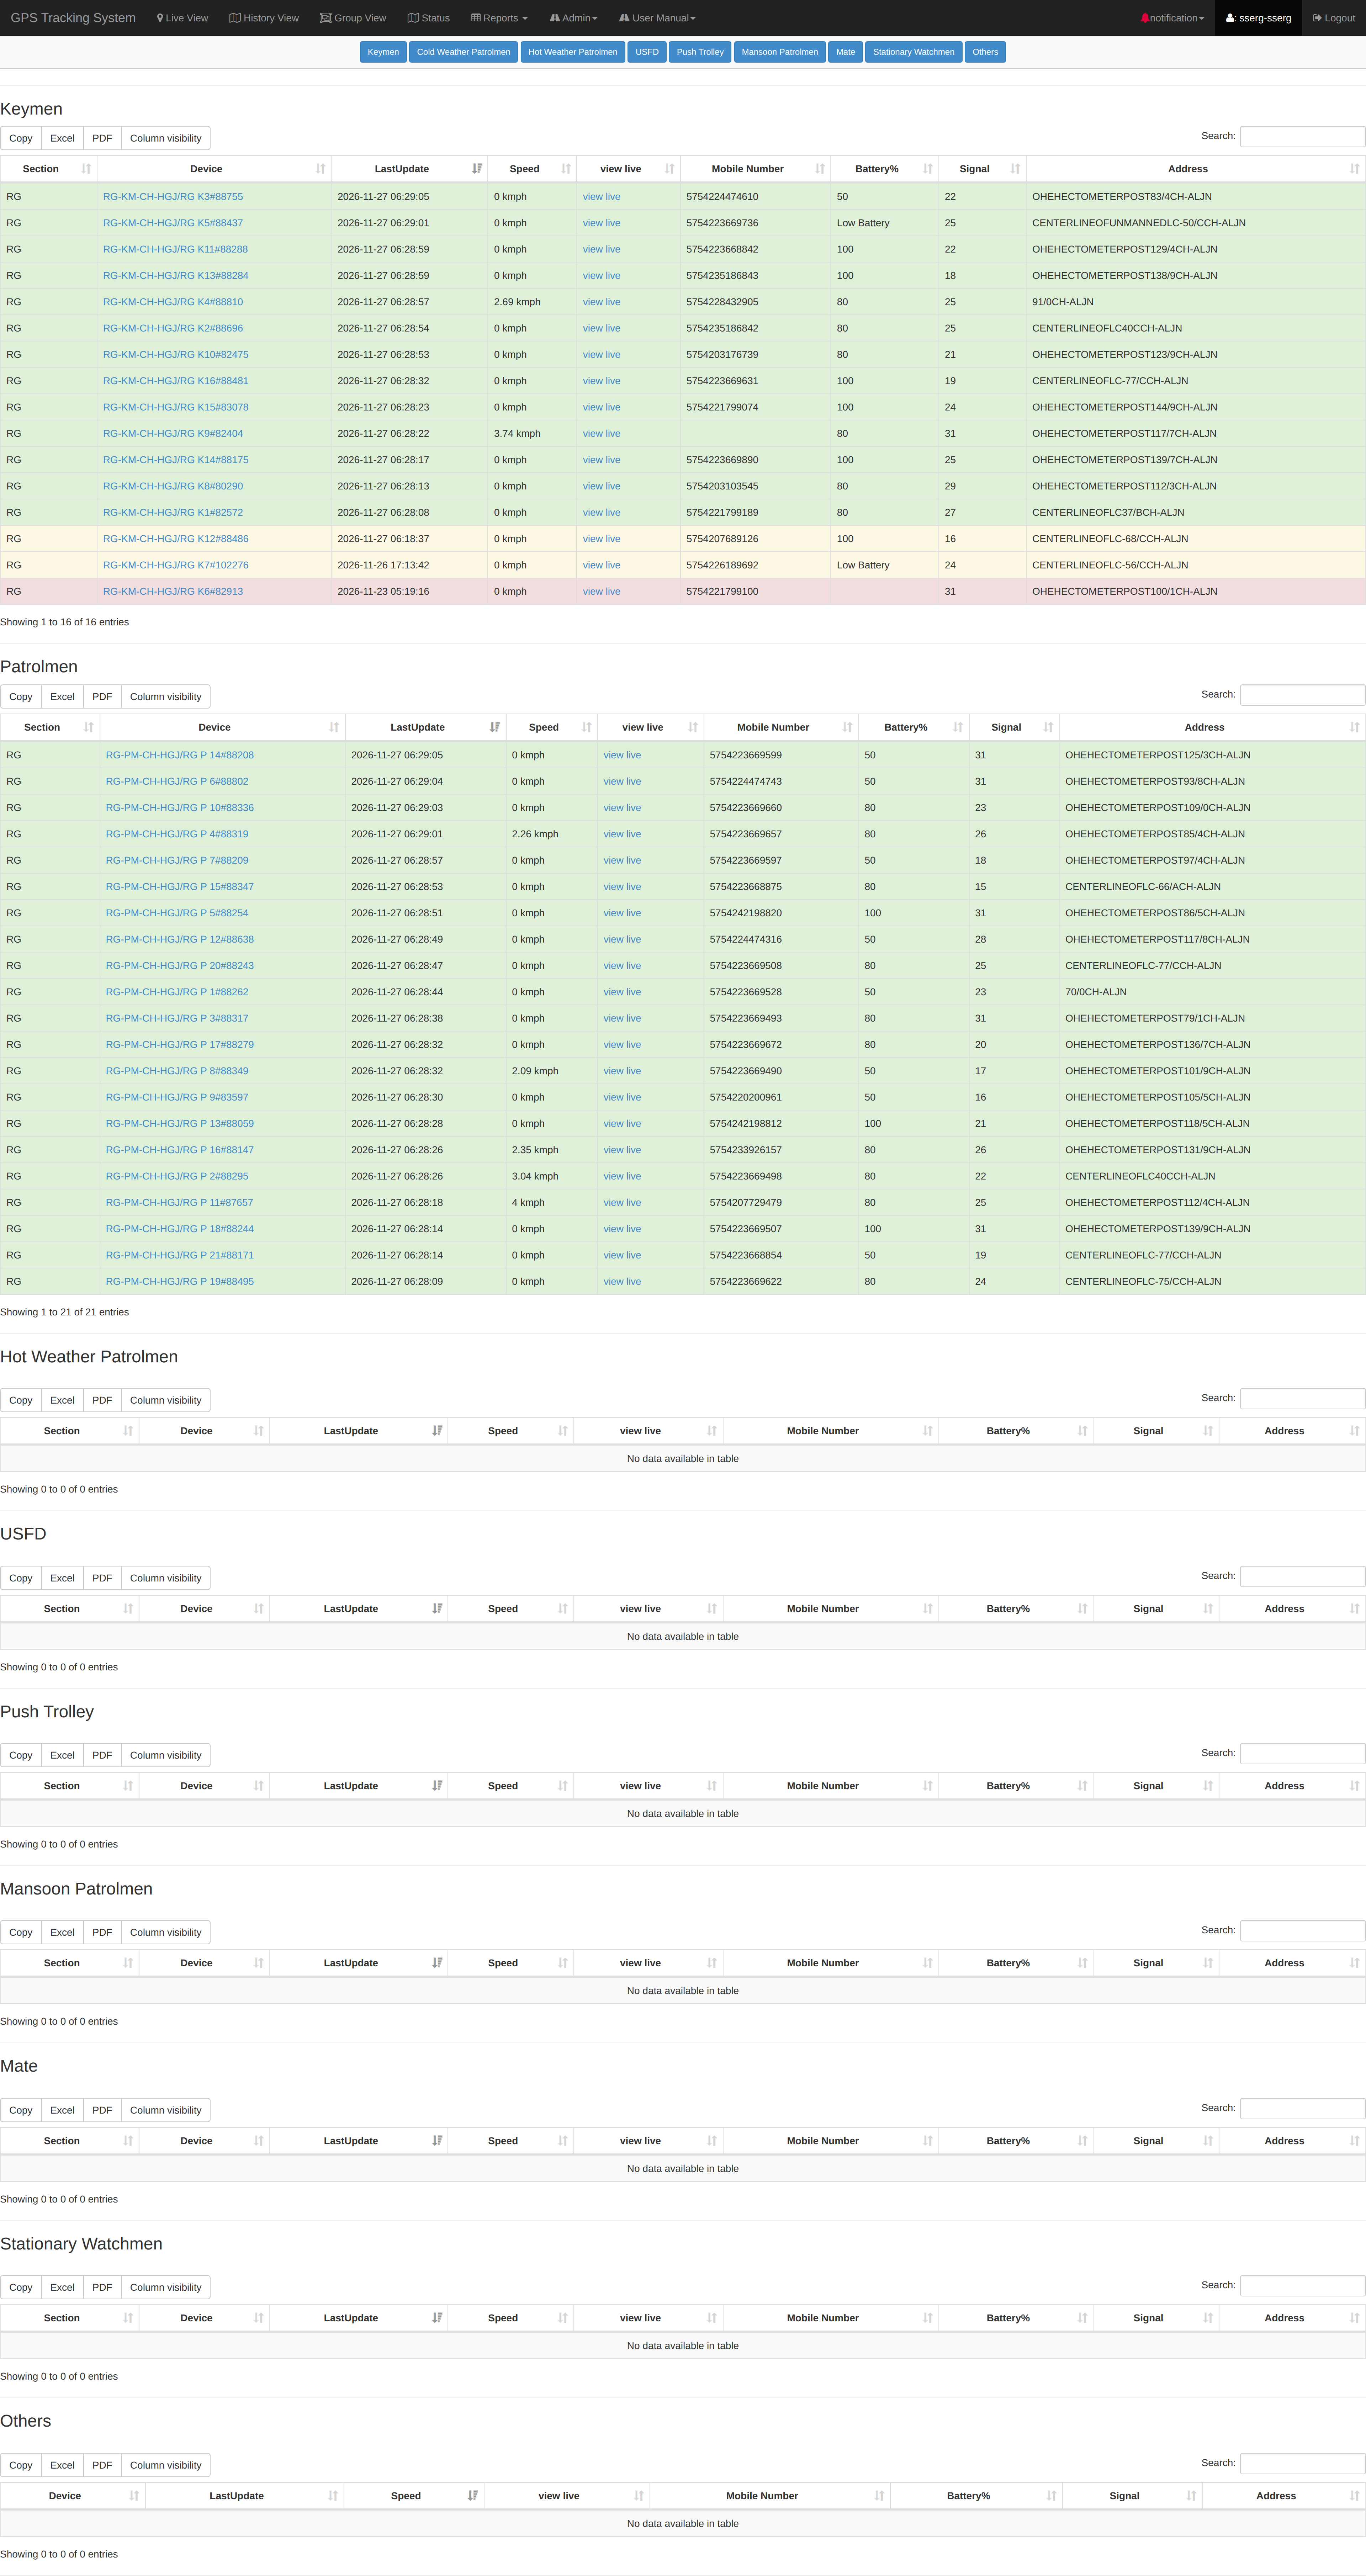 GPS Tracking System Live View History View Group View Status Reports Admin User Manual notification : sserg-sserg Logout
Keymen Cold Weather Patrolmen Hot Weather Patrolmen USFD Push Trolley Mansoon Patrolmen Mate Stationary Watchmen Others
Keymen
Copy Excel PDF Column visibility Search:
Section Device LastUpdate Speed view live Mobile Number Battery% Signal Address
RG RG-KM-CH-HGJ/RG K3#88755 2026-11-27 06:29:05 0 kmph view live 5754224474610 50 22 OHEHECTOMETERPOST83/4CH-ALJN
RG RG-KM-CH-HGJ/RG K5#88437 2026-11-27 06:29:01 0 kmph view live 5754223669736 Low Battery 25 CENTERLINEOFUNMANNEDLC-50/CCH-ALJN
RG RG-KM-CH-HGJ/RG K11#88288 2026-11-27 06:28:59 0 kmph view live 5754223668842 100 22 OHEHECTOMETERPOST129/4CH-ALJN
RG RG-KM-CH-HGJ/RG K13#88284 2026-11-27 06:28:59 0 kmph view live 5754235186843 100 18 OHEHECTOMETERPOST138/9CH-ALJN
RG RG-KM-CH-HGJ/RG K4#88810 2026-11-27 06:28:57 2.69 kmph view live 5754228432905 80 25 91/0CH-ALJN
RG RG-KM-CH-HGJ/RG K2#88696 2026-11-27 06:28:54 0 kmph view live 5754235186842 80 25 CENTERLINEOFLC40CCH-ALJN
RG RG-KM-CH-HGJ/RG K10#82475 2026-11-27 06:28:53 0 kmph view live 5754203176739 80 21 OHEHECTOMETERPOST123/9CH-ALJN
RG RG-KM-CH-HGJ/RG K16#88481 2026-11-27 06:28:32 0 kmph view live 5754223669631 100 19 CENTERLINEOFLC-77/CCH-ALJN
RG RG-KM-CH-HGJ/RG K15#83078 2026-11-27 06:28:23 0 kmph view live 5754221799074 100 24 OHEHECTOMETERPOST144/9CH-ALJN
RG RG-KM-CH-HGJ/RG K9#82404 2026-11-27 06:28:22 3.74 kmph view live 80 31 OHEHECTOMETERPOST117/7CH-ALJN
RG RG-KM-CH-HGJ/RG K14#88175 2026-11-27 06:28:17 0 kmph view live 5754223669890 100 25 OHEHECTOMETERPOST139/7CH-ALJN
RG RG-KM-CH-HGJ/RG K8#80290 2026-11-27 06:28:13 0 kmph view live 5754203103545 80 29 OHEHECTOMETERPOST112/3CH-ALJN
RG RG-KM-CH-HGJ/RG K1#82572 2026-11-27 06:28:08 0 kmph view live 5754221799189 80 27 CENTERLINEOFLC37/BCH-ALJN
RG RG-KM-CH-HGJ/RG K12#88486 2026-11-27 06:18:37 0 kmph view live 5754207689126 100 16 CENTERLINEOFLC-68/CCH-ALJN
RG RG-KM-CH-HGJ/RG K7#102276 2026-11-26 17:13:42 0 kmph view live 5754226189692 Low Battery 24 CENTERLINEOFLC-56/CCH-ALJN
RG RG-KM-CH-HGJ/RG K6#82913 2026-11-23 05:19:16 0 kmph view live 5754221799100 31 OHEHECTOMETERPOST100/1CH-ALJN
Showing 1 to 16 of 16 entries
Patrolmen
Copy Excel PDF Column visibility Search:
Section Device LastUpdate Speed view live Mobile Number Battery% Signal Address
RG RG-PM-CH-HGJ/RG P 14#88208 2026-11-27 06:29:05 0 kmph view live 5754223669599 50 31 OHEHECTOMETERPOST125/3CH-ALJN
RG RG-PM-CH-HGJ/RG P 6#88802 2026-11-27 06:29:04 0 kmph view live 5754224474743 50 31 OHEHECTOMETERPOST93/8CH-ALJN
RG RG-PM-CH-HGJ/RG P 10#88336 2026-11-27 06:29:03 0 kmph view live 5754223669660 80 23 OHEHECTOMETERPOST109/0CH-ALJN
RG RG-PM-CH-HGJ/RG P 4#88319 2026-11-27 06:29:01 2.26 kmph view live 5754223669657 80 26 OHEHECTOMETERPOST85/4CH-ALJN
RG RG-PM-CH-HGJ/RG P 7#88209 2026-11-27 06:28:57 0 kmph view live 5754223669597 50 18 OHEHECTOMETERPOST97/4CH-ALJN
RG RG-PM-CH-HGJ/RG P 15#88347 2026-11-27 06:28:53 0 kmph view live 5754223668875 80 15 CENTERLINEOFLC-66/ACH-ALJN
RG RG-PM-CH-HGJ/RG P 5#88254 2026-11-27 06:28:51 0 kmph view live 5754242198820 100 31 OHEHECTOMETERPOST86/5CH-ALJN
RG RG-PM-CH-HGJ/RG P 12#88638 2026-11-27 06:28:49 0 kmph view live 5754224474316 50 28 OHEHECTOMETERPOST117/8CH-ALJN
RG RG-PM-CH-HGJ/RG P 20#88243 2026-11-27 06:28:47 0 kmph view live 5754223669508 80 25 CENTERLINEOFLC-77/CCH-ALJN
RG RG-PM-CH-HGJ/RG P 1#88262 2026-11-27 06:28:44 0 kmph view live 5754223669528 50 23 70/0CH-ALJN
RG RG-PM-CH-HGJ/RG P 3#88317 2026-11-27 06:28:38 0 kmph view live 5754223669493 80 31 OHEHECTOMETERPOST79/1CH-ALJN
RG RG-PM-CH-HGJ/RG P 17#88279 2026-11-27 06:28:32 0 kmph view live 5754223669672 80 20 OHEHECTOMETERPOST136/7CH-ALJN
RG RG-PM-CH-HGJ/RG P 8#88349 2026-11-27 06:28:32 2.09 kmph view live 5754223669490 50 17 OHEHECTOMETERPOST101/9CH-ALJN
RG RG-PM-CH-HGJ/RG P 9#83597 2026-11-27 06:28:30 0 kmph view live 5754220200961 50 16 OHEHECTOMETERPOST105/5CH-ALJN
RG RG-PM-CH-HGJ/RG P 13#88059 2026-11-27 06:28:28 0 kmph view live 5754242198812 100 21 OHEHECTOMETERPOST118/5CH-ALJN
RG RG-PM-CH-HGJ/RG P 16#88147 2026-11-27 06:28:26 2.35 kmph view live 5754233926157 80 26 OHEHECTOMETERPOST131/9CH-ALJN
RG RG-PM-CH-HGJ/RG P 2#88295 2026-11-27 06:28:26 3.04 kmph view live 5754223669498 80 22 CENTERLINEOFLC40CCH-ALJN
RG RG-PM-CH-HGJ/RG P 11#87657 2026-11-27 06:28:18 4 kmph view live 5754207729479 80 25 OHEHECTOMETERPOST112/4CH-ALJN
RG RG-PM-CH-HGJ/RG P 18#88244 2026-11-27 06:28:14 0 kmph view live 5754223669507 100 31 OHEHECTOMETERPOST139/9CH-ALJN
RG RG-PM-CH-HGJ/RG P 21#88171 2026-11-27 06:28:14 0 kmph view live 5754223668854 50 19 CENTERLINEOFLC-77/CCH-ALJN
RG RG-PM-CH-HGJ/RG P 19#88495 2026-11-27 06:28:09 0 kmph view live 5754223669622 80 24 CENTERLINEOFLC-75/CCH-ALJN
Showing 1 to 21 of 21 entries
Hot Weather Patrolmen
Copy Excel PDF Column visibility Search:
Section Device LastUpdate Speed view live Mobile Number Battery% Signal Address
No data available in table
Showing 0 to 0 of 0 entries
USFD
Copy Excel PDF Column visibility Search:
Section Device LastUpdate Speed view live Mobile Number Battery% Signal Address
No data available in table
Showing 0 to 0 of 0 entries
Push Trolley
Copy Excel PDF Column visibility Search:
Section Device LastUpdate Speed view live Mobile Number Battery% Signal Address
No data available in table
Showing 0 to 0 of 0 entries
Mansoon Patrolmen
Copy Excel PDF Column visibility Search:
Section Device LastUpdate Speed view live Mobile Number Battery% Signal Address
No data available in table
Showing 0 to 0 of 0 entries
Mate
Copy Excel PDF Column visibility Search:
Section Device LastUpdate Speed view live Mobile Number Battery% Signal Address
No data available in table
Showing 0 to 0 of 0 entries
Stationary Watchmen
Copy Excel PDF Column visibility Search:
Section Device LastUpdate Speed view live Mobile Number Battery% Signal Address
No data available in table
Showing 0 to 0 of 0 entries
Others
Copy Excel PDF Column visibility Search:
Device LastUpdate Speed view live Mobile Number Battery% Signal Address
No data available in table
Showing 0 to 0 of 0 entries